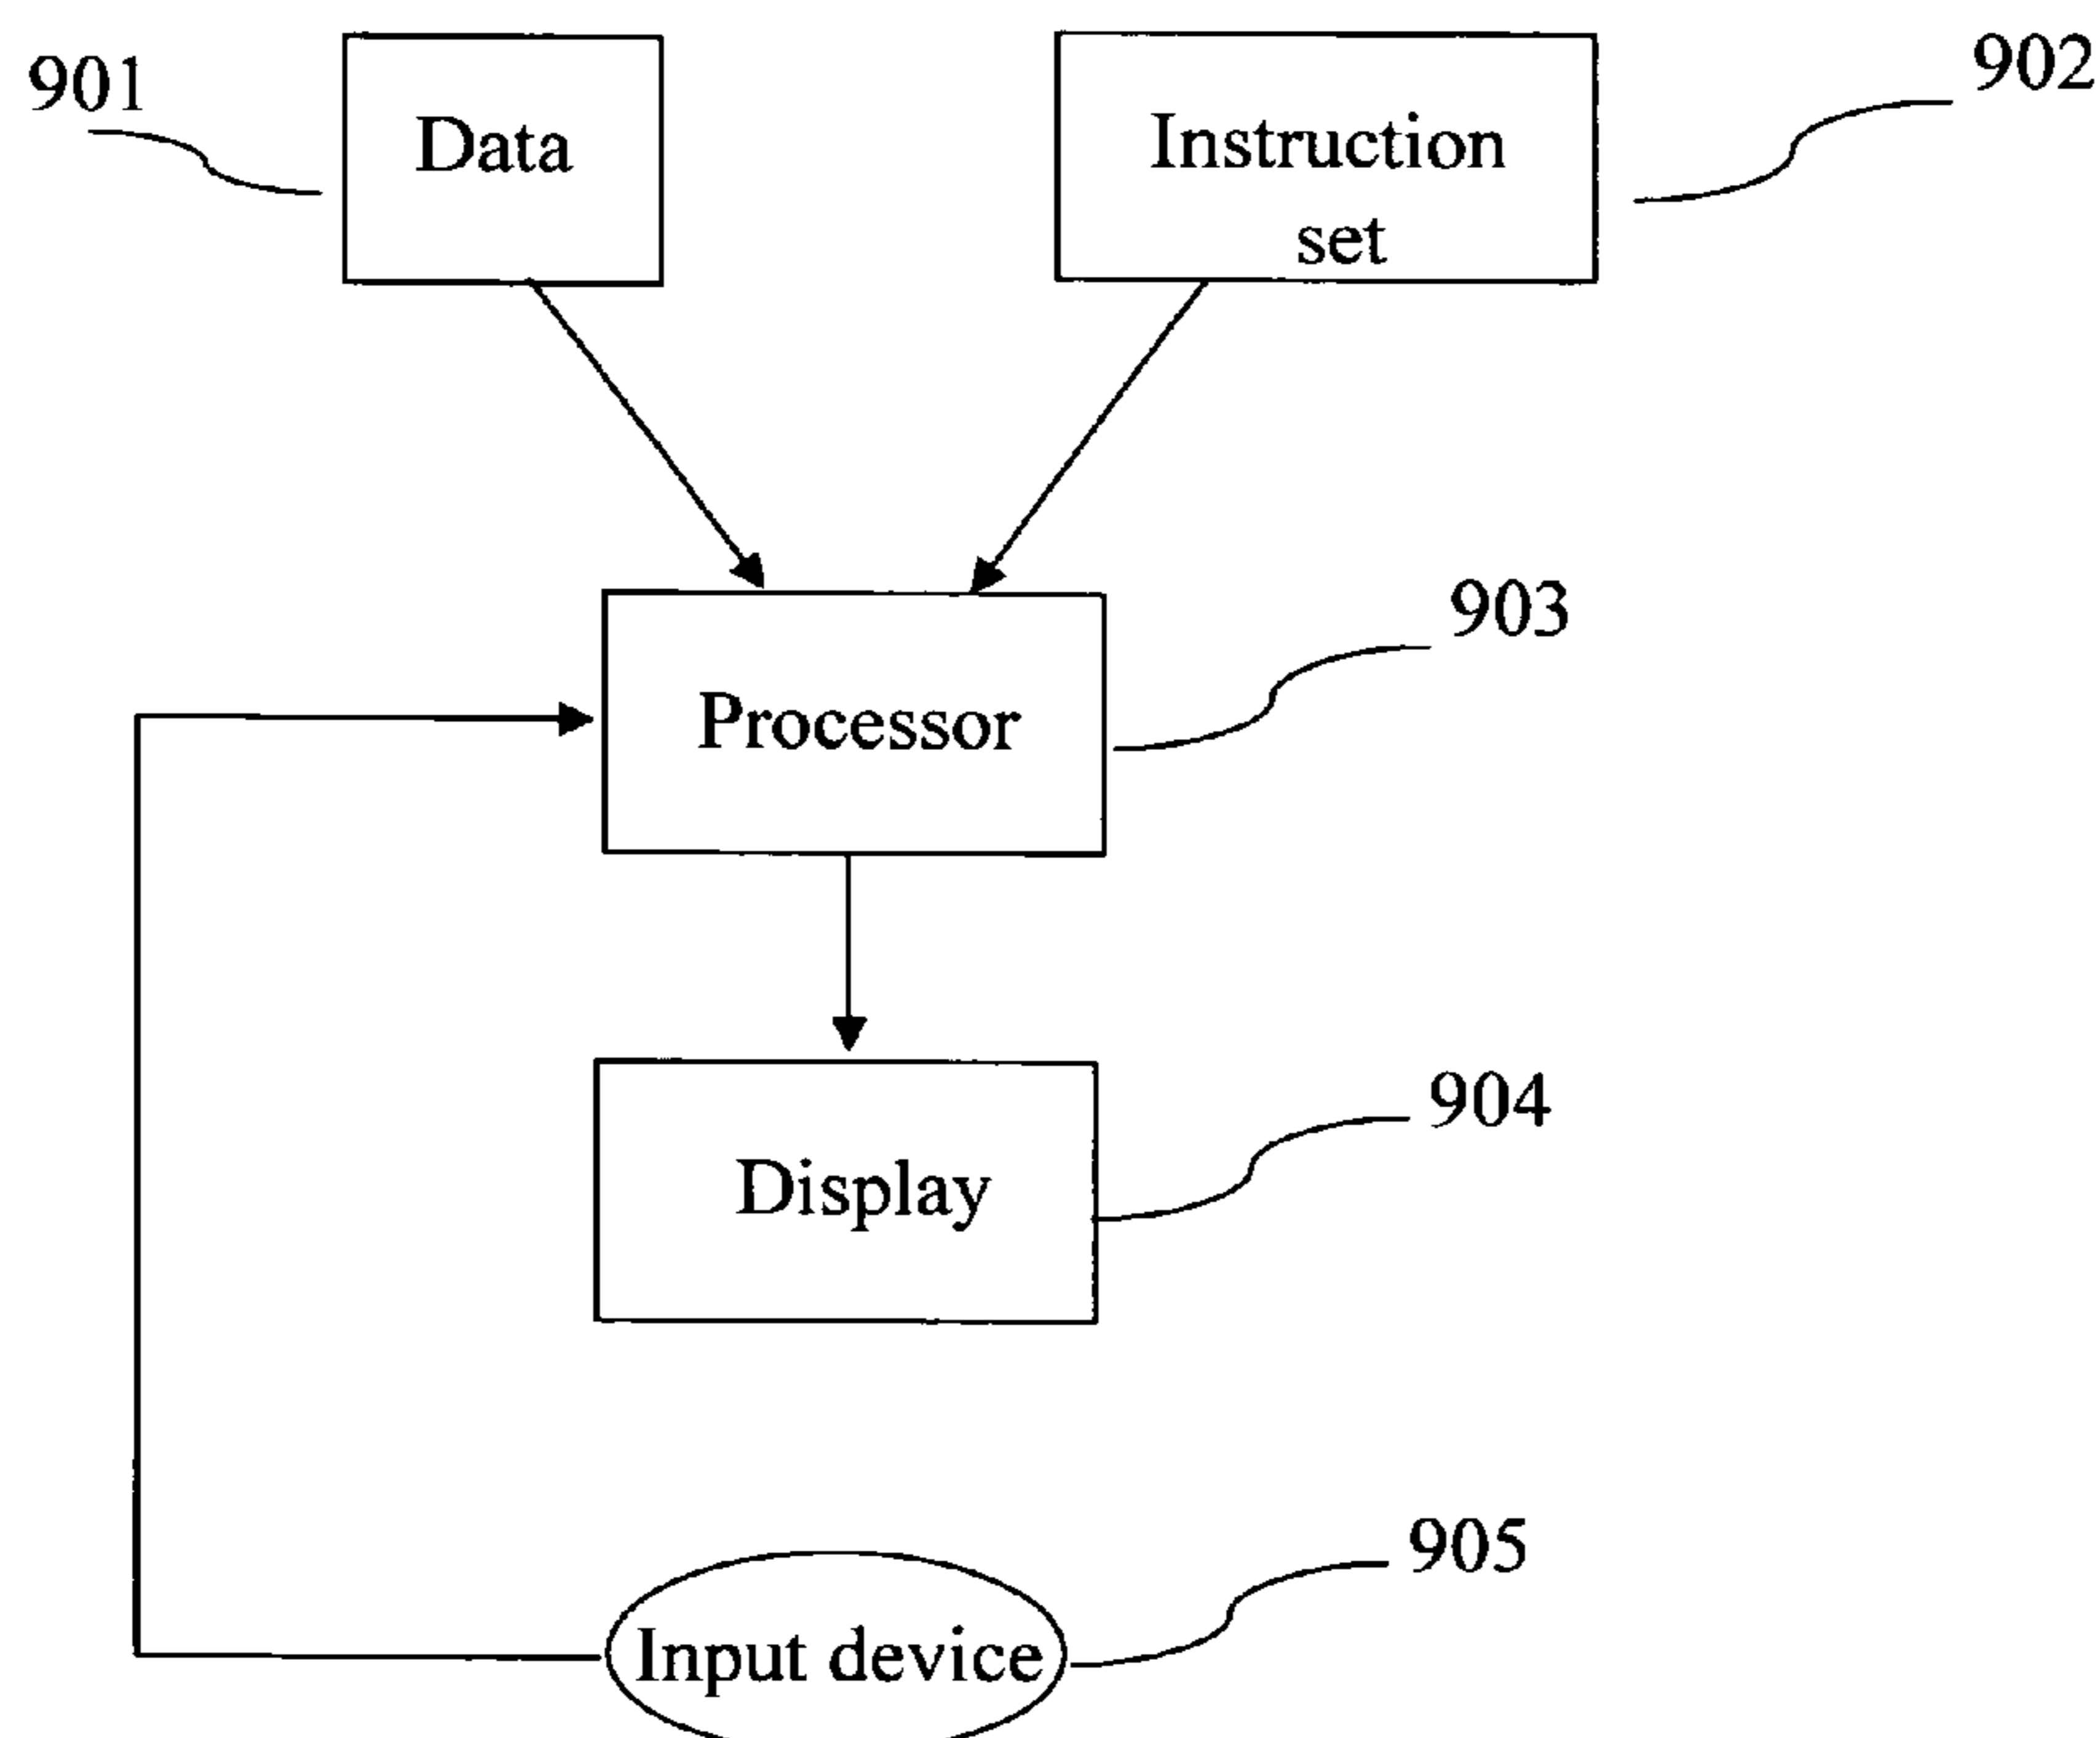 901
Data
Instruction
set
902
Processor
903
Display
904
Input device
905